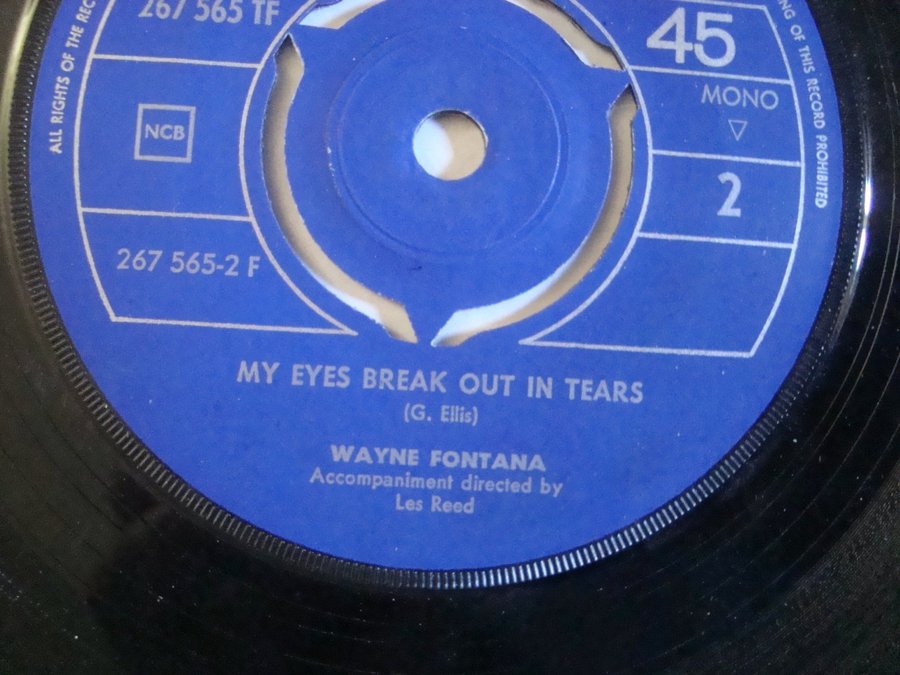 267 565 TF
45
ALL RIGHTS OF THE REC
NG OF THIS RECORD PROHIBITED
MONO
NCB
2
267 565-2 F
MY EYES BREAK OUT IN TEARS
(G. Ellis)
WAYNE FONTANA
Accompaniment directed by
Les Reed